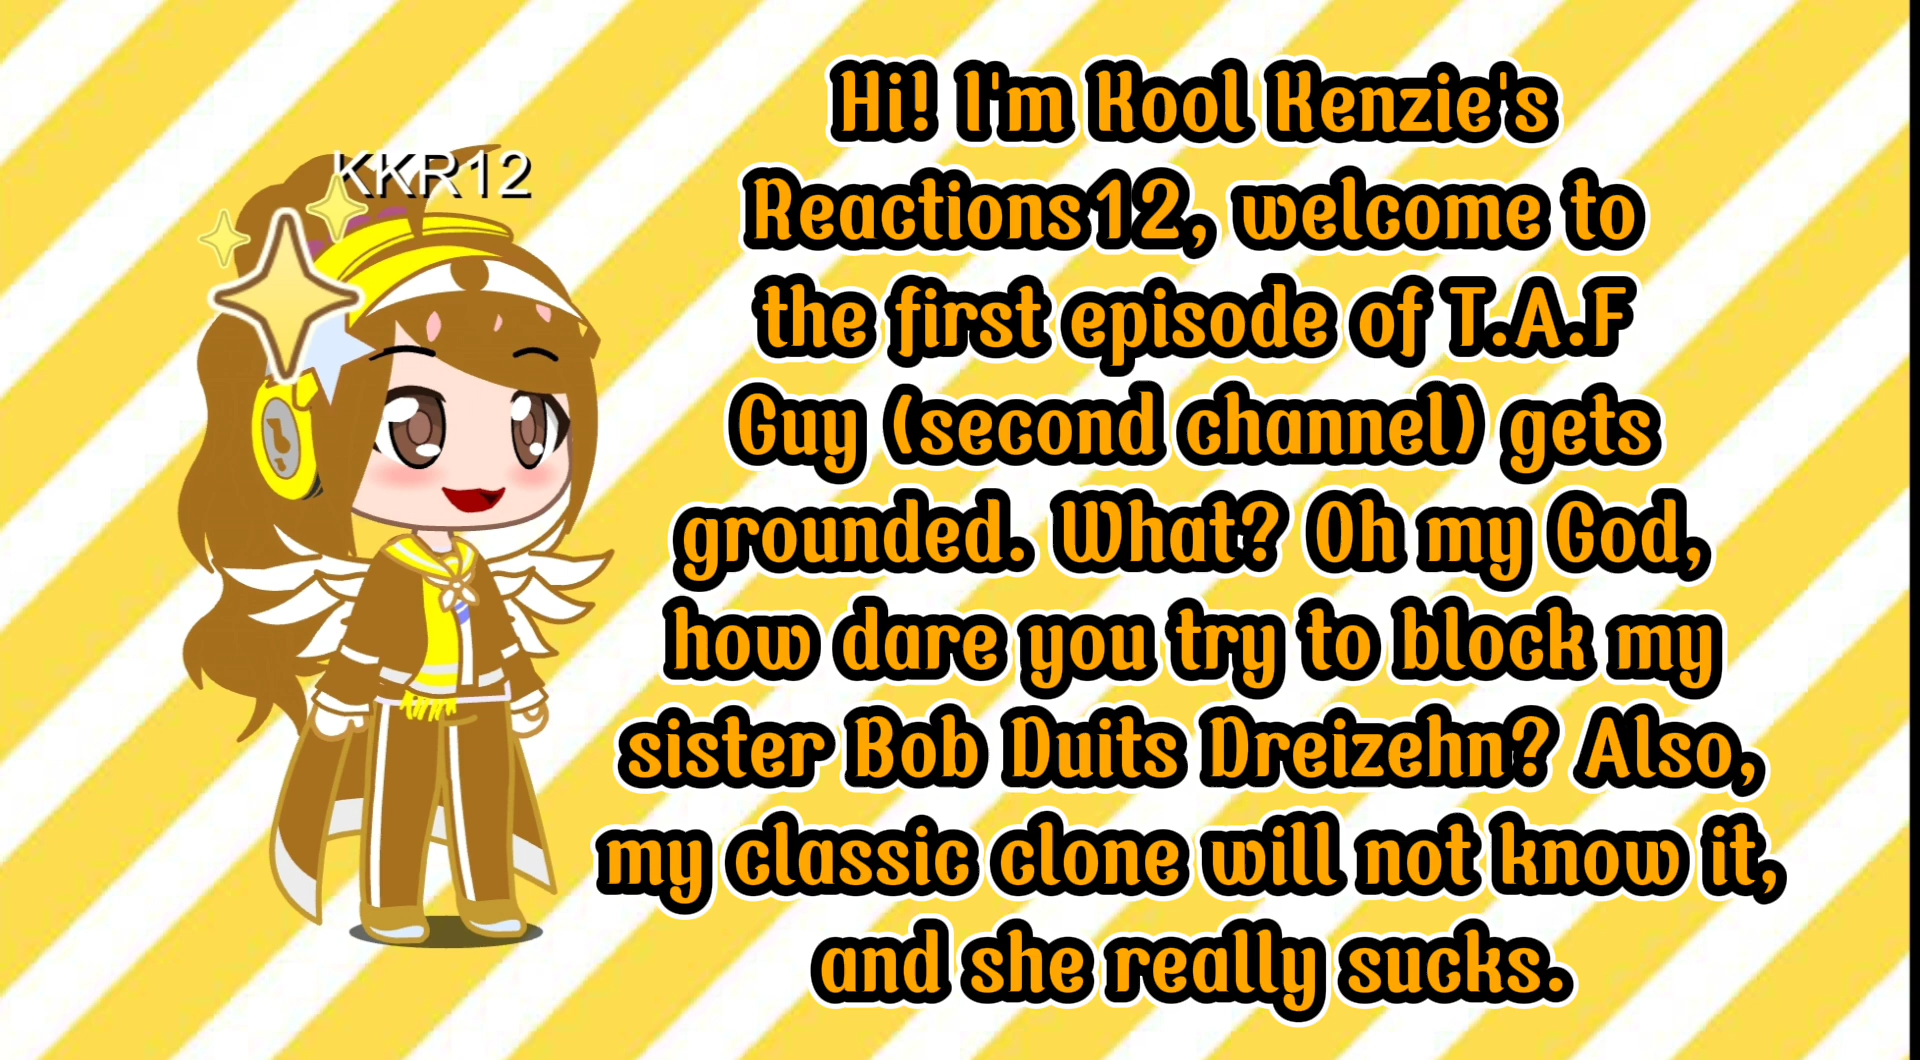 KKR12
Hi! I'm Kool Kenzie's
Reactions12, welcome to
the first episode of T.A.F
Guy (second channel) gets
grounded. What? Oh my God,
how dare you try to block my
sister Bob Duits Dreizehn? Also,
my classic clone will not know it,
and she really sucks.